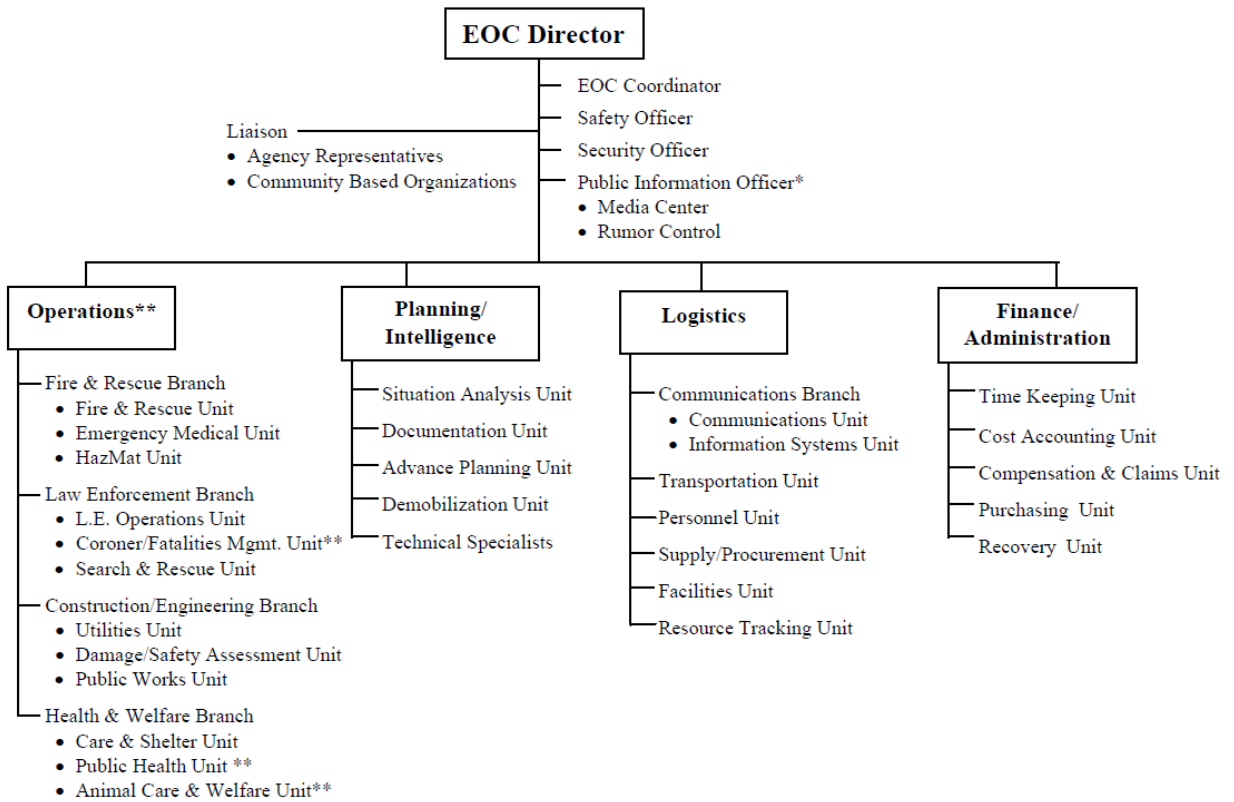 EOC Director
EOC Coordinator
Safety Officer
Security Officer
Public Information Officer*
• Media Center
• Rumor Control
Liaison
• Agency Representatives
• Community Based Organizations
Operations**
Fire & Rescue Branch
• Fire & Rescue Unit
• Emergency Medical Unit
• HazMat Unit
Law Enforcement Branch
• L.E. Operations Unit
• Coroner/Fatalities Mgmt. Unit**
• Search & Rescue Unit
Construction/Engineering Branch
• Utilities Unit
• Damage/Safety Assessment Unit
• Public Works Unit
Health & Welfare Branch
• Care & Shelter Unit
• Public Health Unit **
• Animal Care & Welfare Unit**
Planning/
Intelligence
Situation Analysis Unit
Documentation Unit
Advance Planning Unit
Demobilization Unit
Technical Specialists
Logistics
Communications Branch
• Communications Unit
• Information Systems Unit
Transportation Unit
Personnel Unit
Supply/Procurement Unit
Facilities Unit
Resource Tracking Unit
Finance/
Administration
Time Keeping Unit
Cost Accounting Unit
Compensation & Claims Unit
Purchasing Unit
Recovery Unit